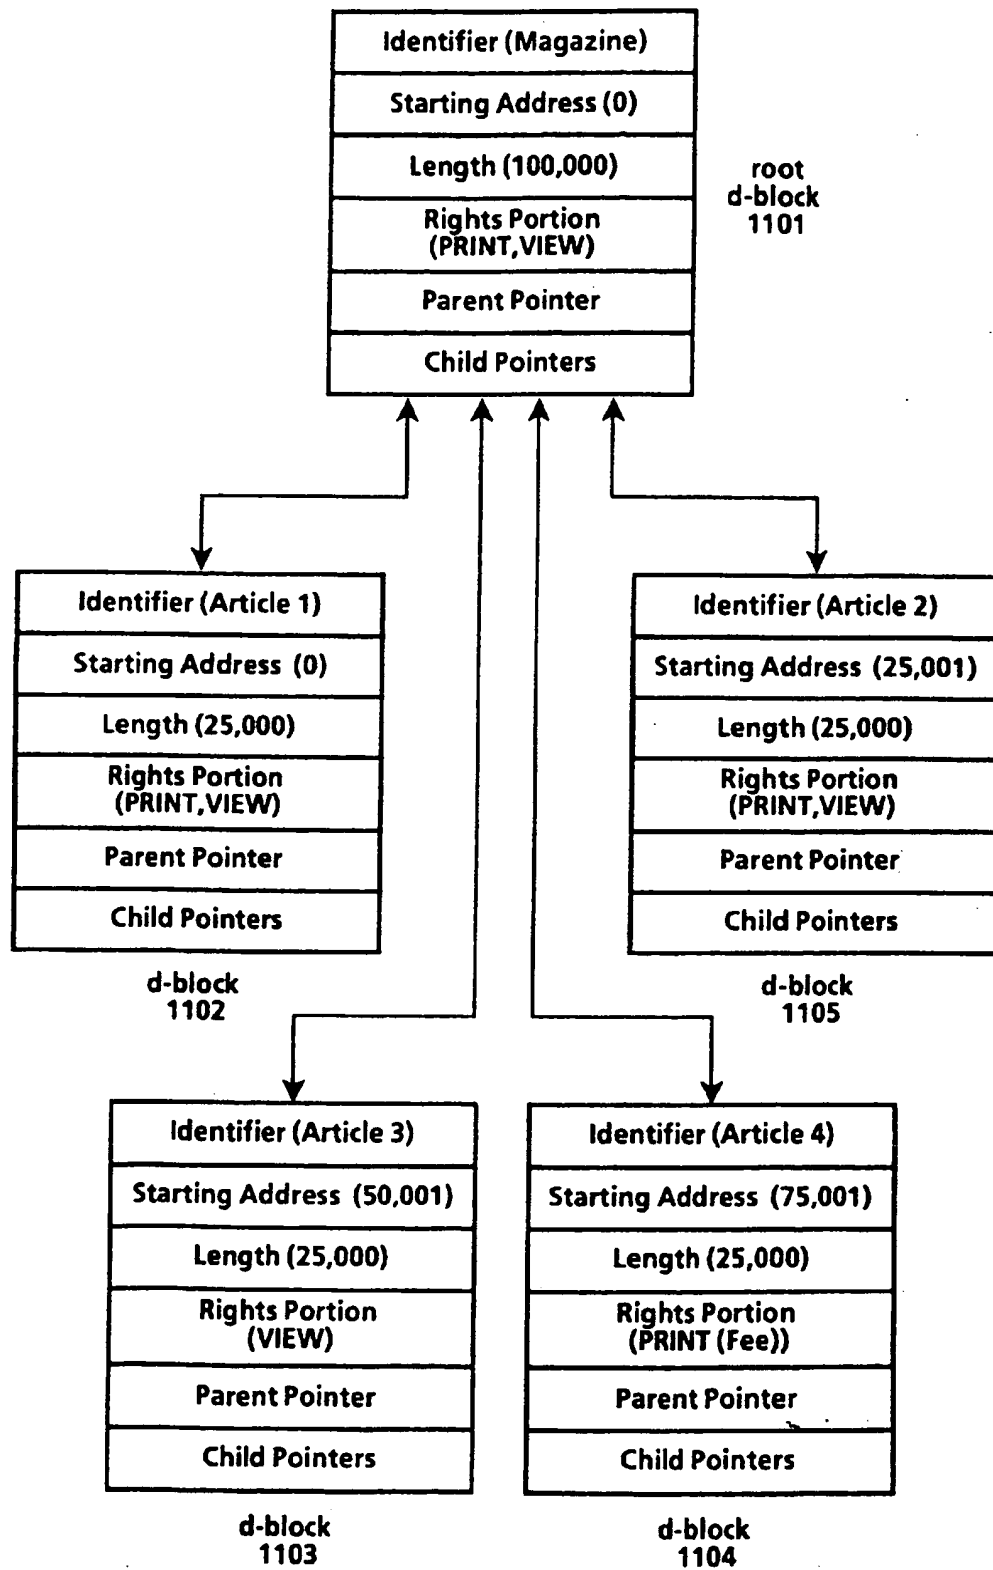 Identifier (Magazine)
Starting Address (0)
Length (100,000)
Rights Portion
(PRINT,VIEW)
Parent Pointer
Child Pointers
root
d-block
1101
Identifier (Article 1)
Starting Address (0)
Length (25,000)
Rights Portion
(PRINT,VIEW)
Parent Pointer
Child Pointers
d-block
1102
Identifier (Article 2)
Starting Address (25,001)
Length (25,000)
Rights Portion
(PRINT,VIEW)
Parent Pointer
Child Pointers
d-block
1105
Identifier (Article 3)
Starting Address (50,001)
Length (25,000)
Rights Portion
(VIEW)
Parent Pointer
Child Pointers
d-block
1103
Identifier (Article 4)
Starting Address (75,001)
Length (25,000)
Rights Portion
(PRINT (Fee))
Parent Pointer
Child Pointers
d-block
1104